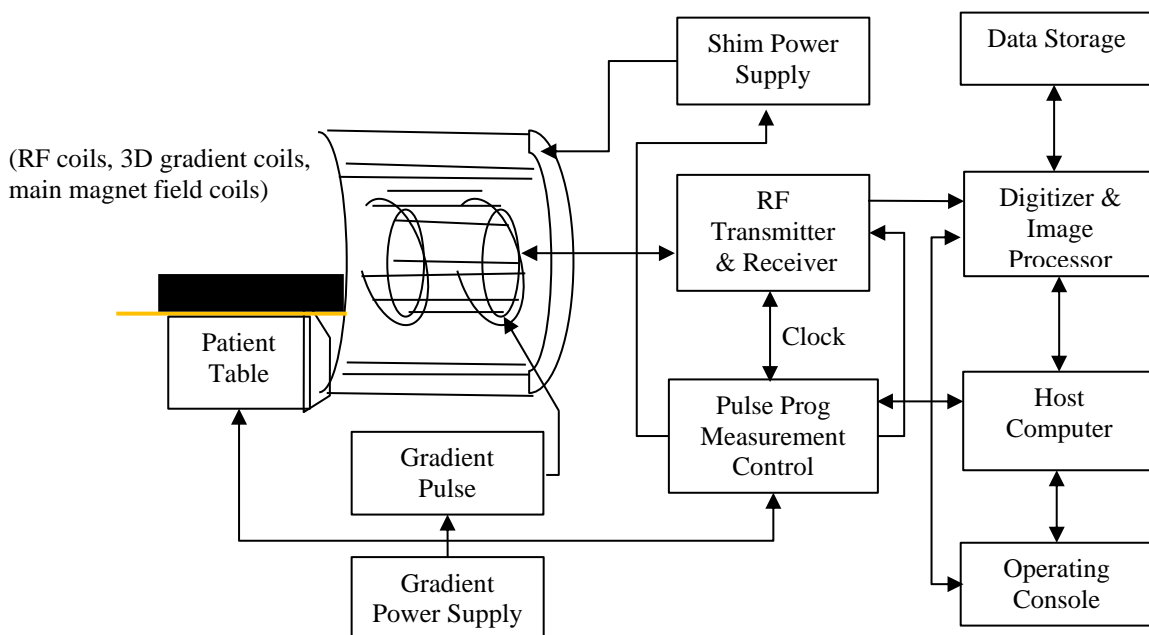 Shim Power
Supply
Data Storage
(RF coils, 3D gradient coils,
main magnet field coils)
RF
Transmitter
& Receiver
Digitizer &
Image
Processor
Clock
Patient
Table
Pulse Prog
Measurement
Control
Host
Computer
Gradient
Pulse
Gradient
Power Supply
Operating
Console